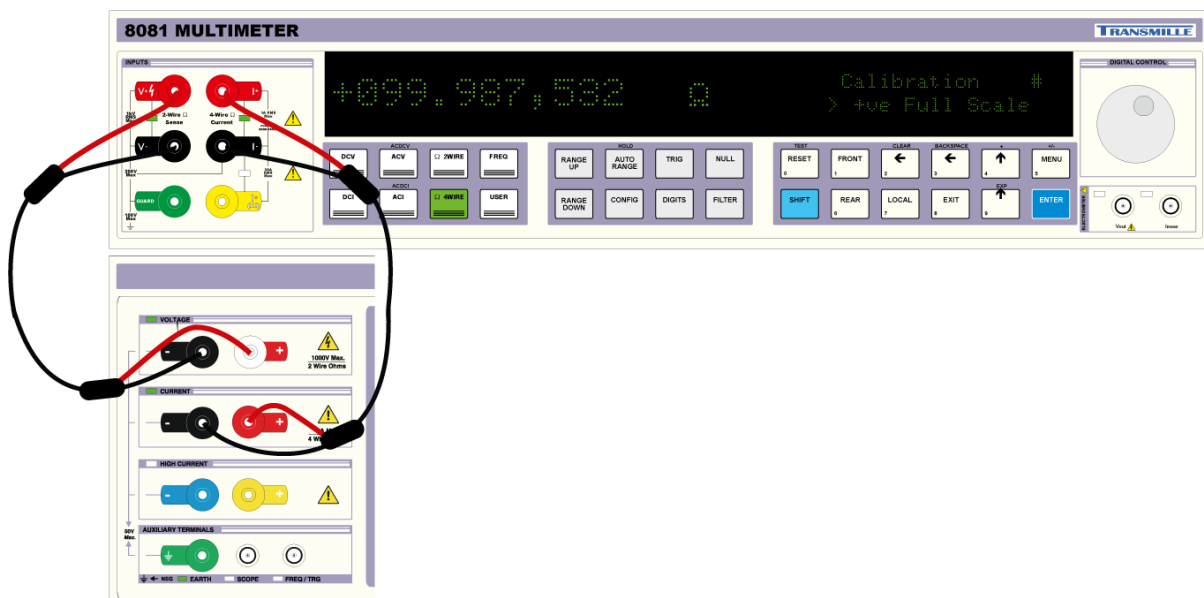 8081 MULTIMETER
TRANSMILLE
INPUTS
V+
I+
2-Wire Ω
Sense
4-Wire Ω
Current
V-
I-
GUARD
+099.987,532 Ω
Calibration #
> +ve Full Scale
DIGITAL CONTROL
ACDCV
DCV
ACV
Ω 2WIRE
FREQ
ACDCI
DCI
ACI
Ω 4WIRE
USER
HOLD
RANGE UP
AUTO RANGE
TRIG
NULL
RANGE DOWN
CONFIG
DIGITS
FILTER
TEST
CLEAR
BACKSPACE
+/-
RESET 0
FRONT 1
← 2
← 3
↑ 4
MENU 5
EXP
SHIFT
REAR 6
LOCAL 7
EXIT 8
↑ 9
ENTER
ELECTROMETER
Vout
Imeas
VOLTAGE
-
+
1000V Max.
2 Wire Ohms
CURRENT
-
+
4 Wi
HIGH CURRENT
-
+
50V
Max.
AUXILIARY TERMINALS
NEG
EARTH
SCOPE
FREQ / TRG